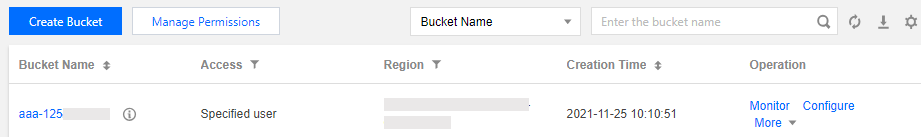 Create Bucket Manage Permissions Bucket Name Enter the bucket name
Bucket Name Access Region Creation Time Operation
aaa-125 Specified user 2021-11-25 10:10:51 Monitor Configure
More